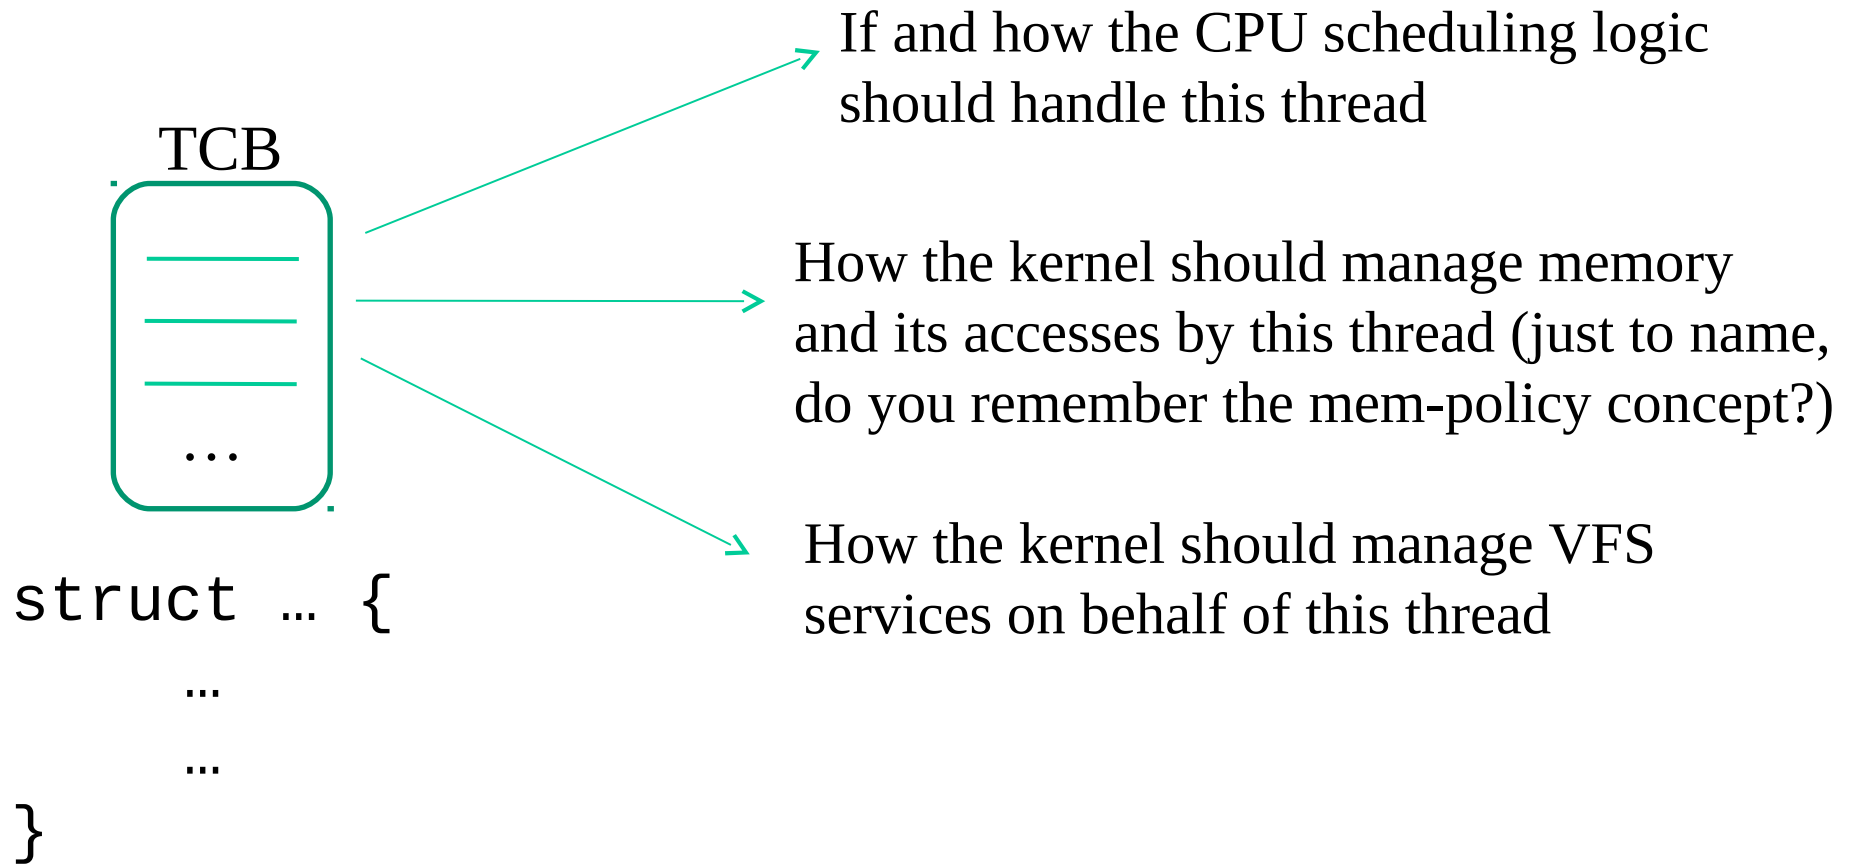 If and how the CPU scheduling logic
should handle this thread
TCB
How the kernel should manage memory
and its accesses by this thread (just to name,
do you remember the mem-policy concept?)
…
How the kernel should manage VFS
services on behalf of this thread
struct … {
…
…
}